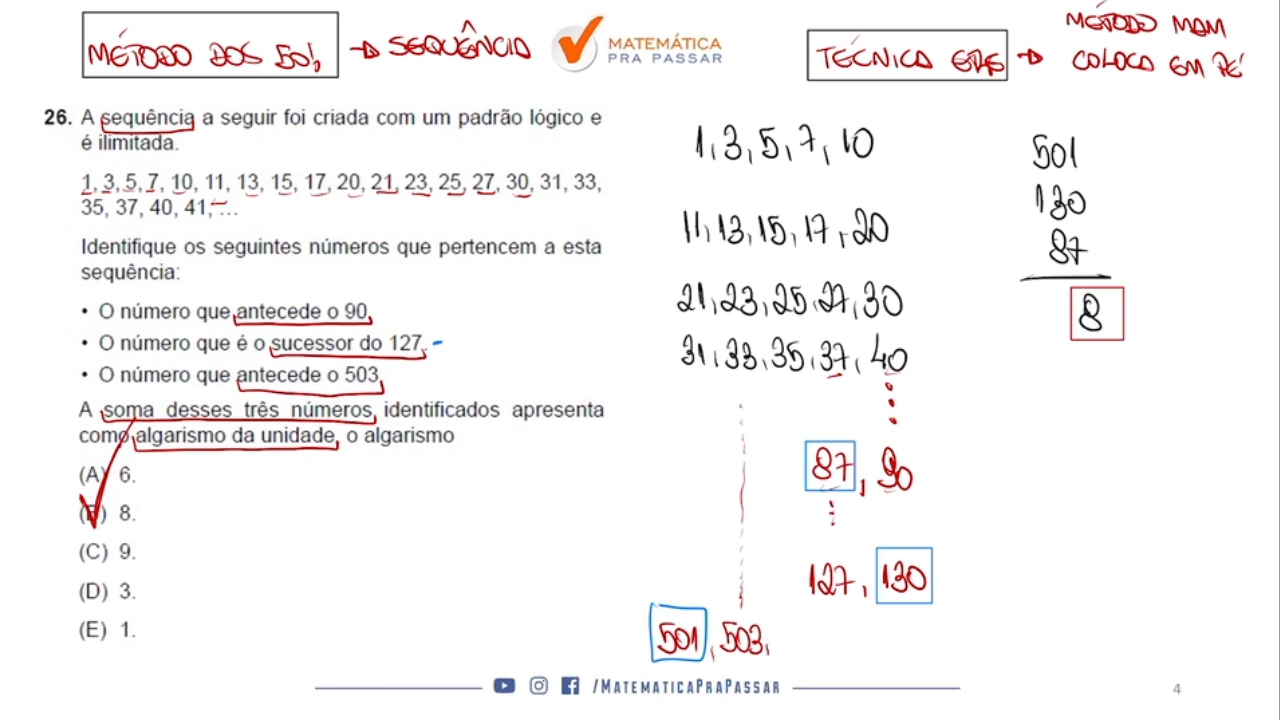 MÉTODO DOS 50! → SEQUÊNCIA
MATEMÁTICA
PRA PASSAR
TÉCNICA → MÉTODO MAM
COLOCA EM PÉ
26. A sequência a seguir foi criada com um padrão lógico e
é ilimitada.
1, 3, 5, 7, 10, 11, 13, 15, 17, 20, 21, 23, 25, 27, 30, 31, 33,
35, 37, 40, 41, ...
Identifique os seguintes números que pertencem a esta
sequência:
• O número que antecede o 90.
• O número que é o sucessor do 127.
• O número que antecede o 503.
A soma desses três números identificados apresenta
como algarismo da unidade, o algarismo
(A) 6.
(B) 8.
(C) 9.
(D) 3.
(E) 1.
1, 3, 5, 7, 10
11, 13, 15, 17, 20
21, 23, 25, 27, 30
31, 33, 35, 37, 40
87, 90
127, 130
501, 503,
501
130
87
8
/MATEMATICAPRAPASSAR
4